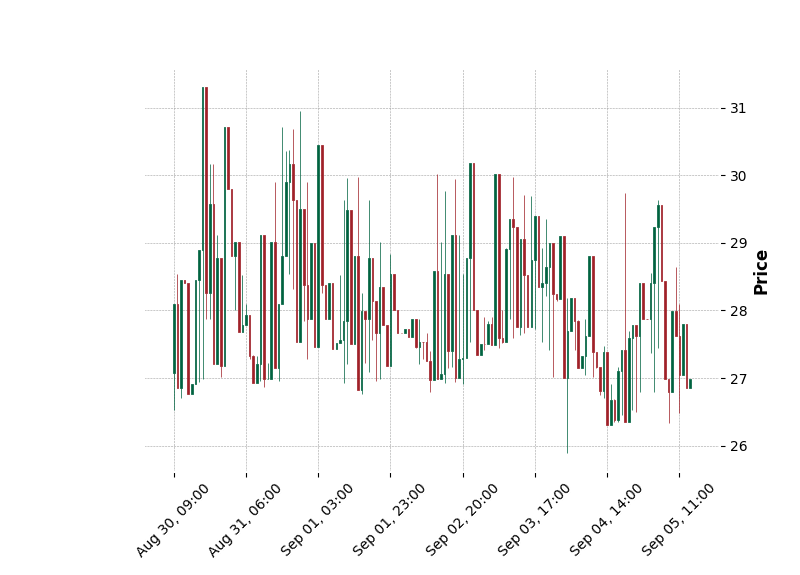 31
30
29
28
27
26
Price
Aug 30, 09:00
Aug 31, 06:00
Sep 01, 03:00
Sep 01, 23:00
Sep 02, 20:00
Sep 03, 17:00
Sep 04, 14:00
Sep 05, 11:00